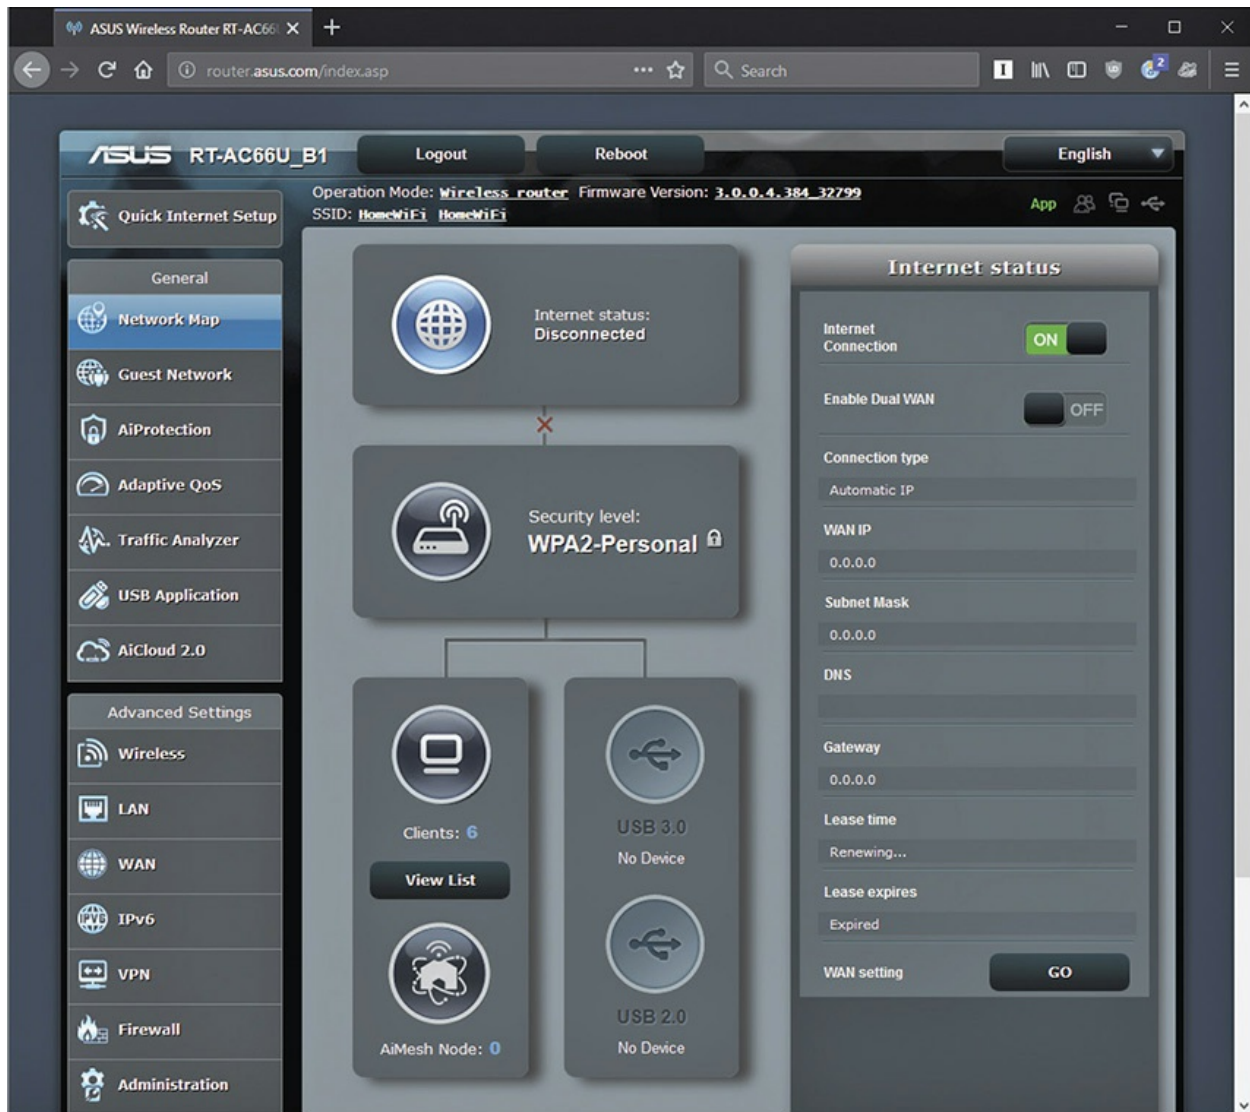 ASUS Wireless Router RT-AC66
router.asus.com/index.asp
Search
2
ASUS RT-AC66U_B1
Logout
Reboot
English
Quick Internet Setup
Operation Mode: Wireless router Firmware Version: 3.0.0.4.384_32799
SSID: HomeWiFi HomeWiFi
App
General
Network Map
Guest Network
AiProtection
Adaptive QoS
Traffic Analyzer
USB Application
AiCloud 2.0
Advanced Settings
Wireless
LAN
WAN
IPv6
VPN
Firewall
Administration
Internet status:
Disconnected
Security level:
WPA2-Personal
Clients: 6
View List
AiMesh Node: 0
USB 3.0
No Device
USB 2.0
No Device
Internet status
Internet
Connection
ON
Enable Dual WAN
OFF
Connection type
Automatic IP
WAN IP
0.0.0.0
Subnet Mask
0.0.0.0
DNS
Gateway
0.0.0.0
Lease time
Renewing...
Lease expires
Expired
WAN setting
GO